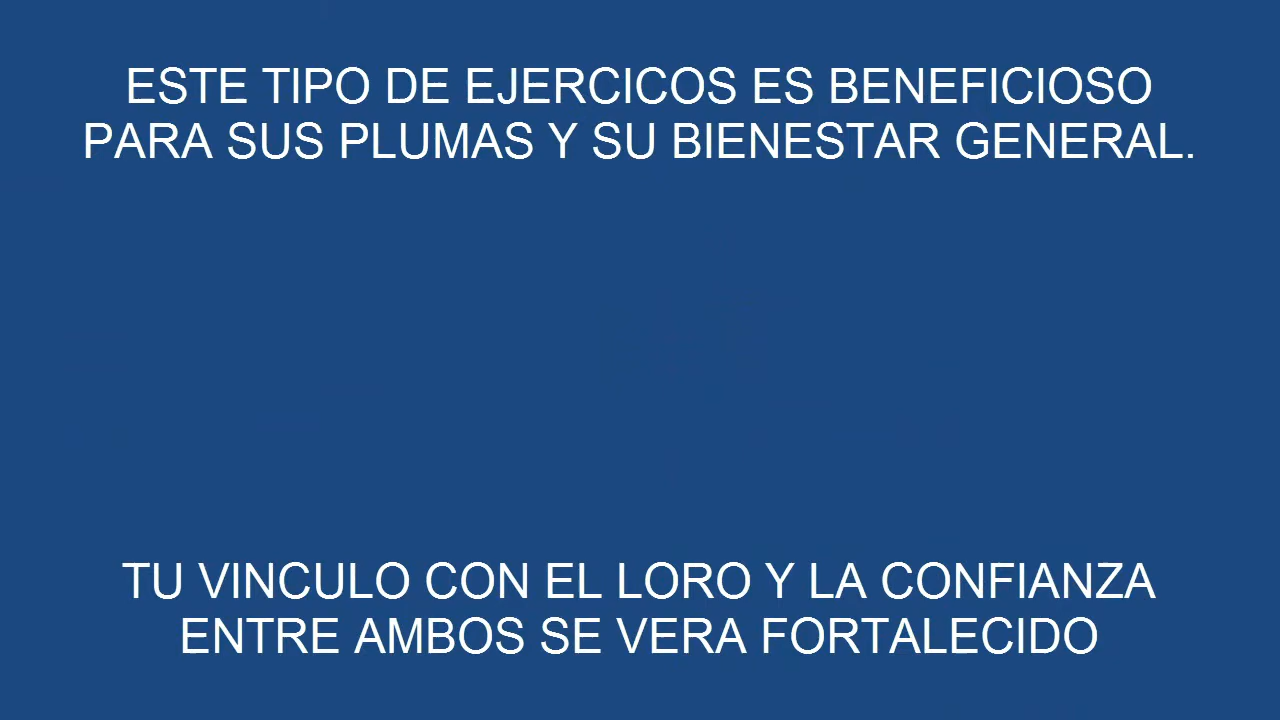 ESTE TIPO DE EJERCICOS ES BENEFICIOSO
PARA SUS PLUMAS Y SU BIENESTAR GENERAL.
TU VINCULO CON EL LORO Y LA CONFIANZA
ENTRE AMBOS SE VERA FORTALECIDO